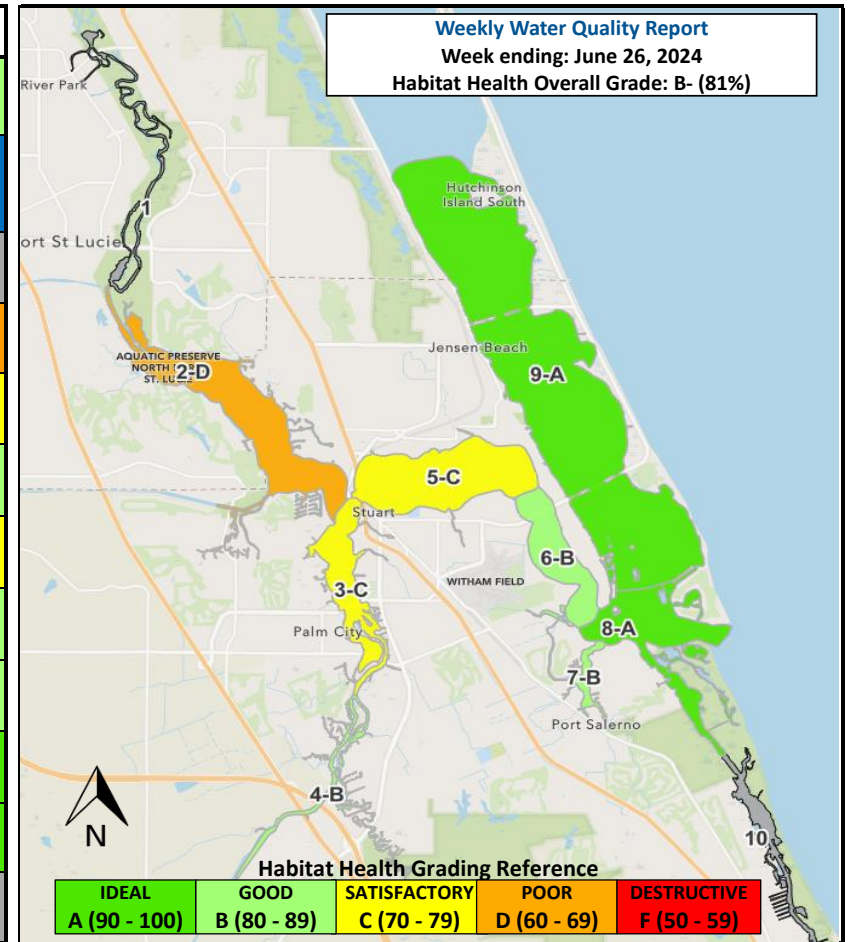 Weekly Water Quality Report
Week ending: June 26, 2024
Habitat Health Overall Grade: B- (81%)
River Park
Hutchinson
Island South
1
ort St Lucie
Jensen Beach
AQUATIC PRESERVE
NORTH
ST. LUCIE
2-D
9-A
5-C
Stuart
6-B
WITHAM FIELD
3-C
Palm City
8-A
7-B
Port Salerno
4-B
N
10
Habitat Health Grading Reference
IDEAL GOOD SATISFACTORY POOR DESTRUCTIVE
A (90 - 100) B (80 - 89) C (70 - 79) D (60 - 69) F (50 - 59)